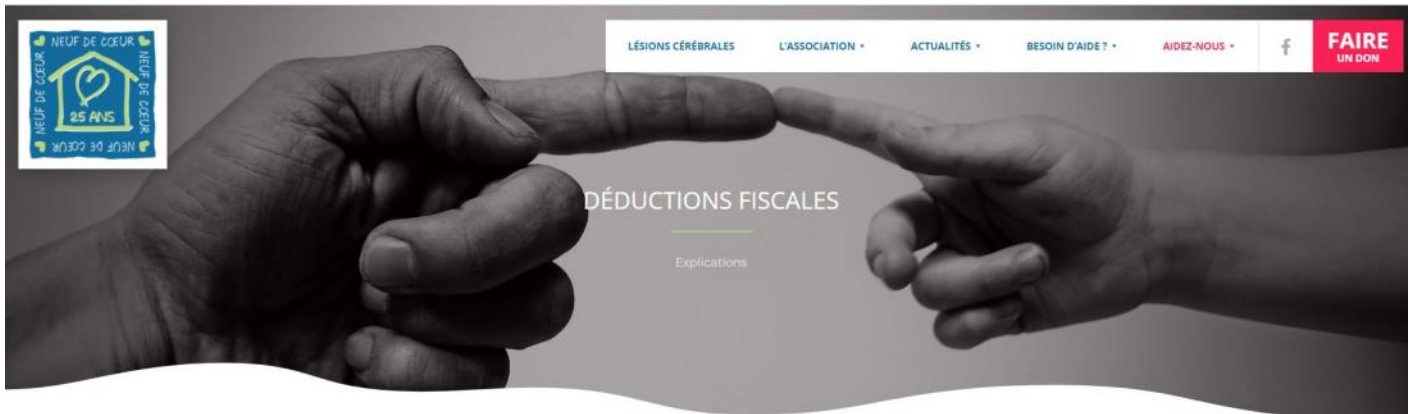 NEUF DE CŒUR
NEUF DE CŒUR
NEUF DE CŒUR
25 ANS
NEUF DE CŒUR
LÉSIONS CÉRÉBRALES
L'ASSOCIATION
ACTUALITÉS
BESOIN D'AIDE ?
AIDEZ-NOUS
f
FAIRE
UN DON
DÉDUCTIONS FISCALES
Explications